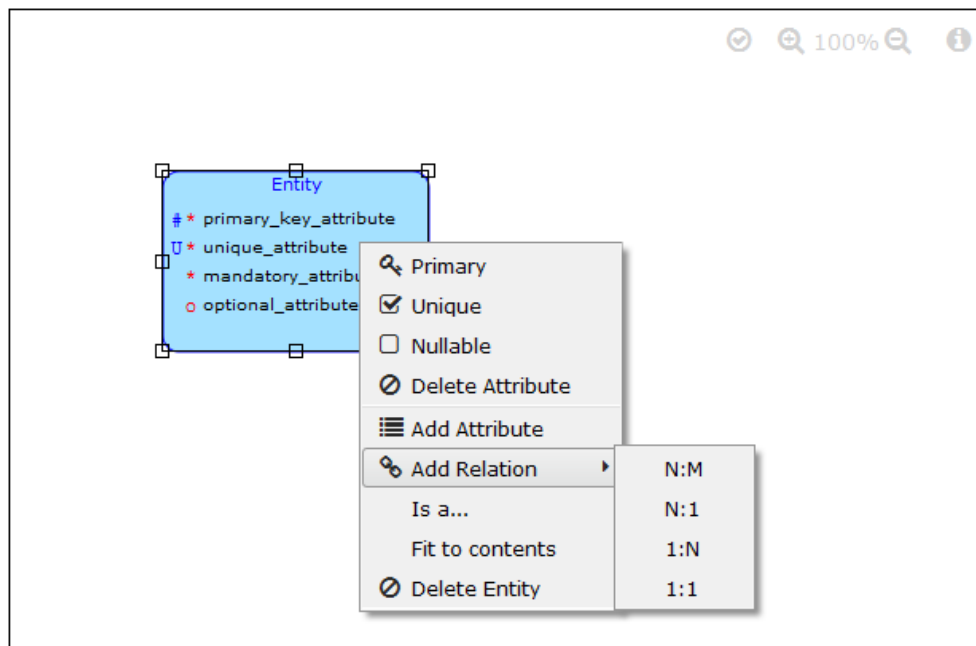 100%
Entity
# * primary_key_attribute
U * unique_attribute
* mandatory_attribu
o optional_attribute
Primary
Unique
Nullable
Delete Attribute
Add Attribute
Add Relation
Is a...
Fit to contents
Delete Entity
N:M
N:1
1:N
1:1